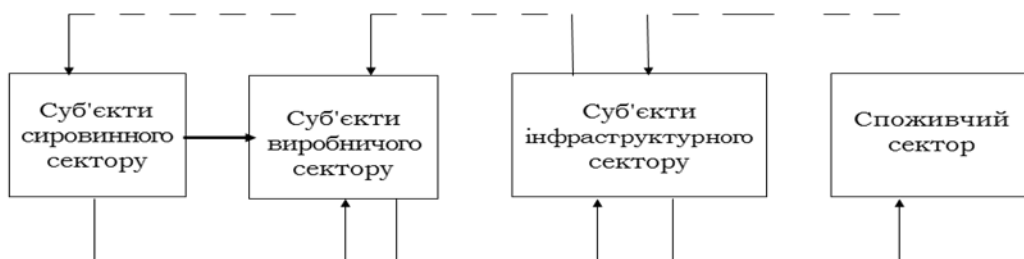 Суб'єкти
сировинного
сектору
Суб'єкти
виробничого
сектору
Суб'єкти
інфраструктурного
сектору
Споживчий
сектор